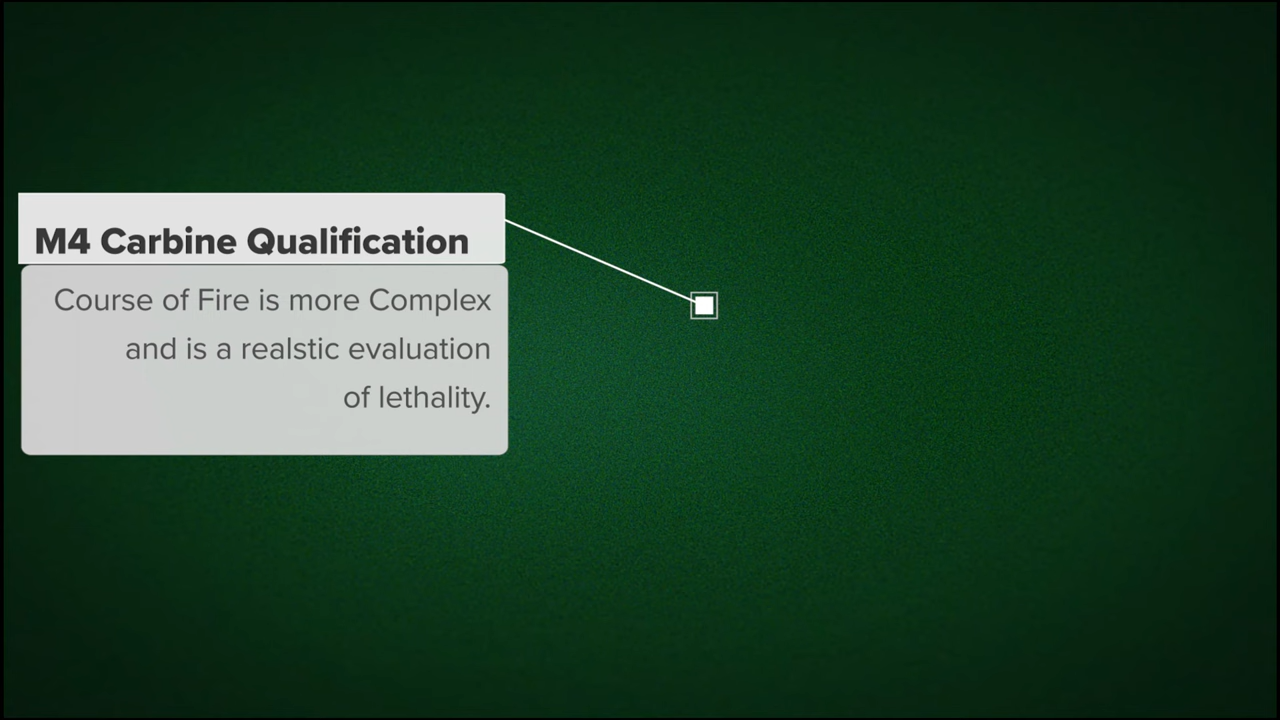 M4 Carbine Qualification
Course of Fire is more Complex
and is a realstic evaluation
of lethality.